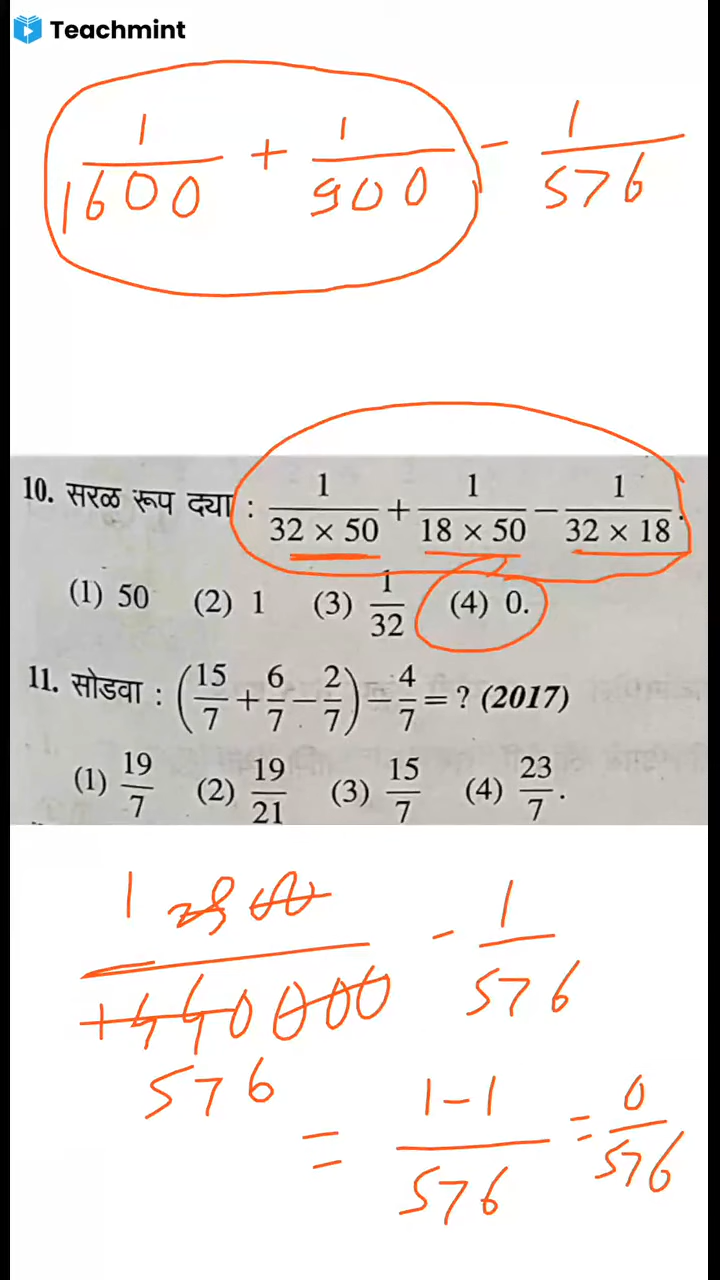 Teachmint
1/1600 + 1/900 - 1/576
10. सरळ रूप द्या : 1/(32 × 50) + 1/(18 × 50) − 1/(32 × 18).
(1) 50 (2) 1 (3) 1/32 (4) 0.
11. सोडवा : (15/7 + 6/7 − 2/7) − 4/7 = ? (2017)
(1) 19/7 (2) 19/21 (3) 15/7 (4) 23/7.
- 1/576
576
= (1-1)/576 = 0/576